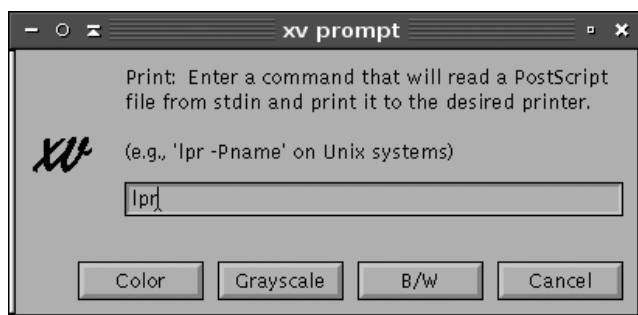 xv prompt
Print: Enter a command that will read a PostScript
file from stdin and print it to the desired printer.
xv
(e.g., 'lpr -Pname' on Unix systems)
lpr
Color Grayscale B/W Cancel